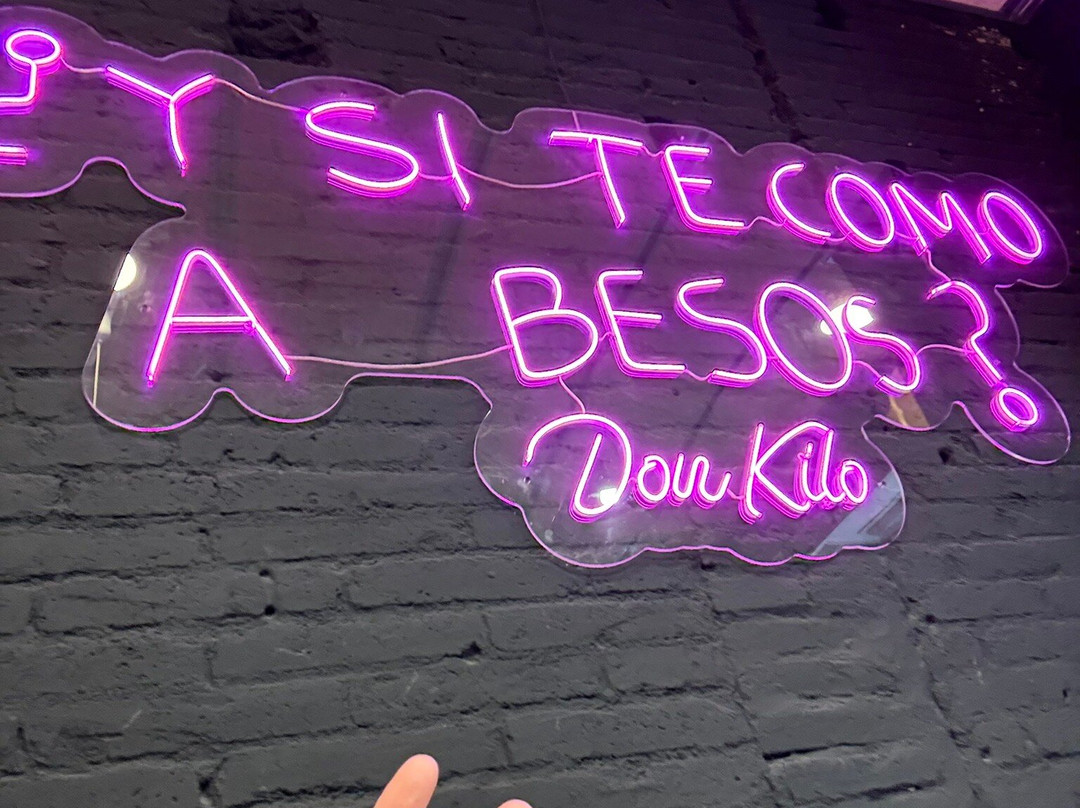 ¿Y SI TE COMO
A BESOS?
Don Kilo